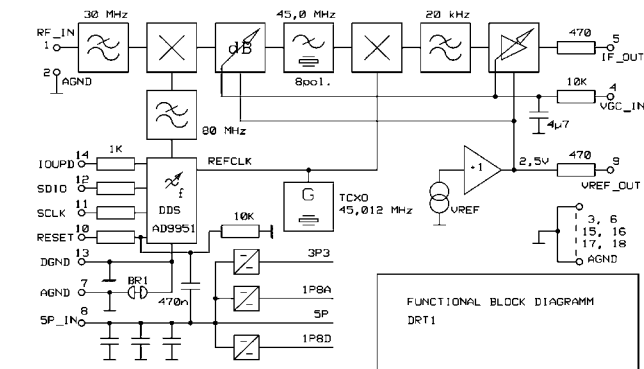 30 MHz
45,0 MHz
20 kHz
470
RF_IN
1
5
IF_OUT
dB
2
AGND
8pol.
10K
4
VGC_IN
80 MHz
4µ7
1K
IOUPD 14
REFCLK
+1
2,5V
470
9
VREF_OUT
SDIO 12
f
G
TCXO
45,012 MHz
VREF
SCLK 11
DDS
AD9951
10K
3, 6
15, 16
17, 18
AGND
RESET 10
DGND 13
3P3
BR1
AGND 7
470n
1P8A
5P_IN 8
5P
1P8D
FUNCTIONAL BLOCK DIAGRAMM
DRT1